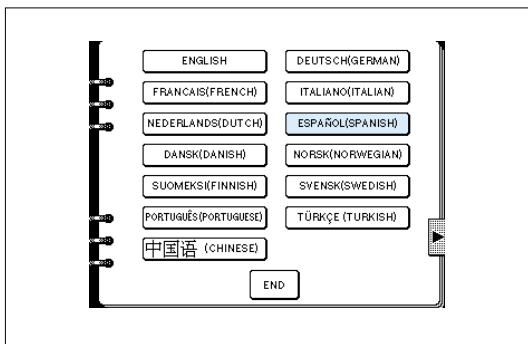 ENGLISH DEUTSCH(GERMAN)
FRANCAIS(FRENCH) ITALIANO(ITALIAN)
NEDERLANDS(DUTCH) ESPAÑOL(SPANISH)
DANSK(DANISH) NORSK(NORWEGIAN)
SUOMEKSI(FINNISH) SVENSK(SWEDISH)
PORTUGUÊS(PORTUGUESE) TÜRKÇE (TURKISH)
中国语 (CHINESE)
END